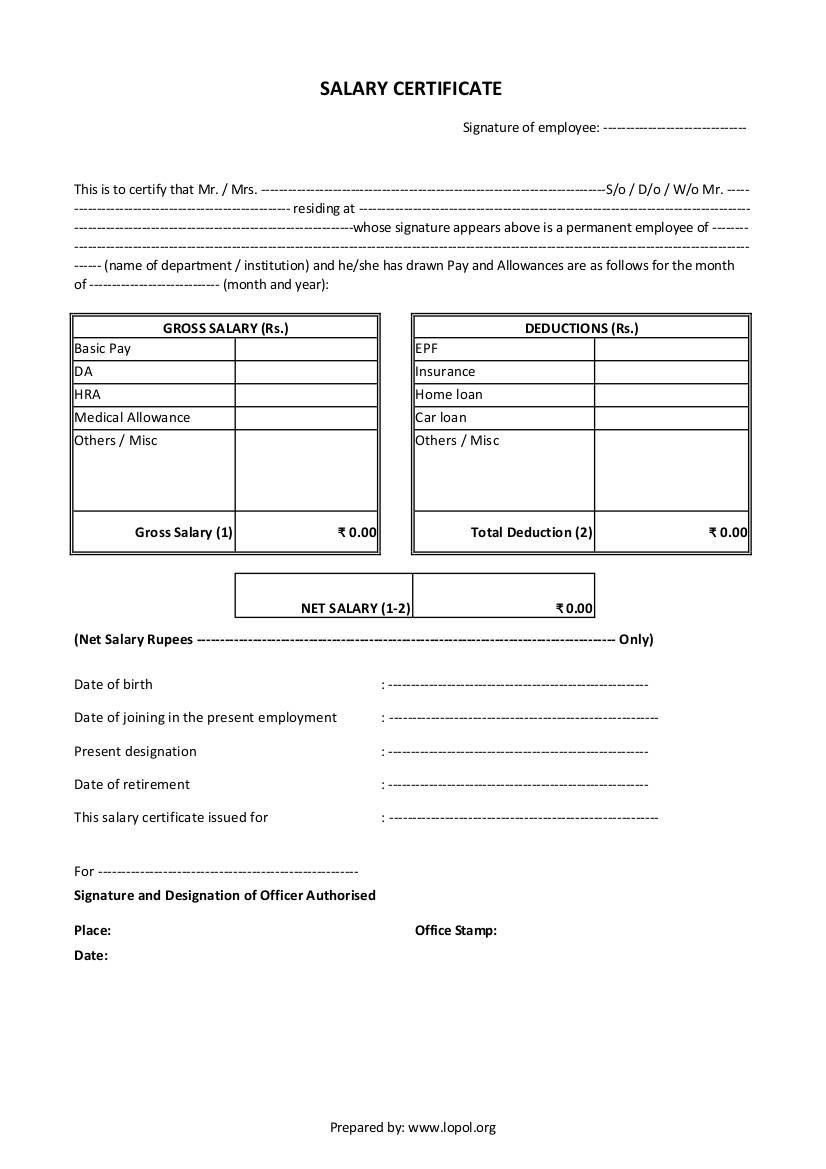 SALARY CERTIFICATE
Signature of employee: --------------------------------
This is to certify that Mr. / Mrs. -----------------------------------------------------------------------------S/o / D/o / W/o Mr. -----
------------------------------------------------ residing at ---------------------------------------------------------------------------------------
--------------------------------------------------------------whose signature appears above is a permanent employee of --------
------------------------------------------------------------------------------------------------------------------------------------------------------
------ (name of department / institution) and he/she has drawn Pay and Allowances are as follows for the month
of ----------------------------- (month and year):
GROSS SALARY (Rs.) DEDUCTIONS (Rs.)
Basic Pay EPF
DA Insurance
HRA Home loan
Medical Allowance Car loan
Others / Misc Others / Misc
Gross Salary (1) ₹ 0.00 Total Deduction (2) ₹ 0.00
NET SALARY (1-2) ₹ 0.00
(Net Salary Rupees ------------------------------------------------------------------------------------------ Only)
Date of birth : ----------------------------------------------------------
Date of joining in the present employment : ------------------------------------------------------------
Present designation : ----------------------------------------------------------
Date of retirement : ----------------------------------------------------------
This salary certificate issued for : ------------------------------------------------------------
For ----------------------------------------------------------
Signature and Designation of Officer Authorised
Place: Office Stamp:
Date:
Prepared by: www.lopol.org